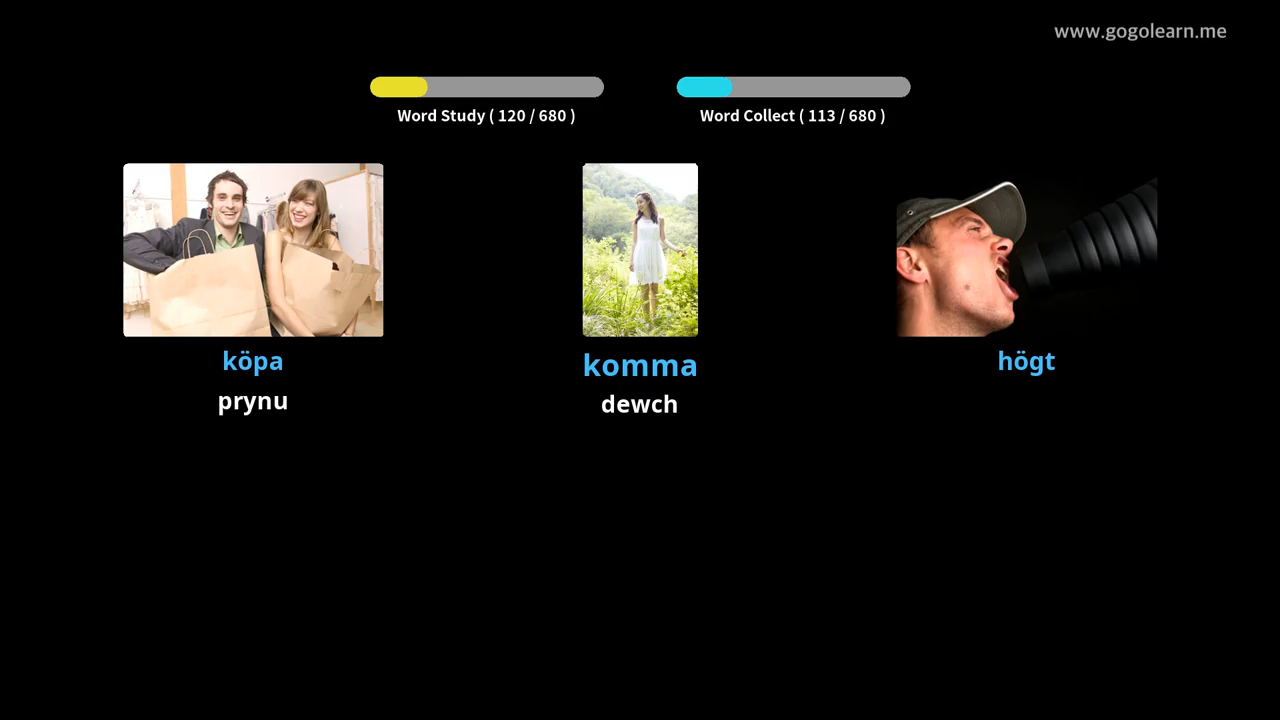 www.gogolearn.me
Word Study ( 120 / 680 )
Word Collect ( 113 / 680 )
köpa
prynu
komma
dewch
högt